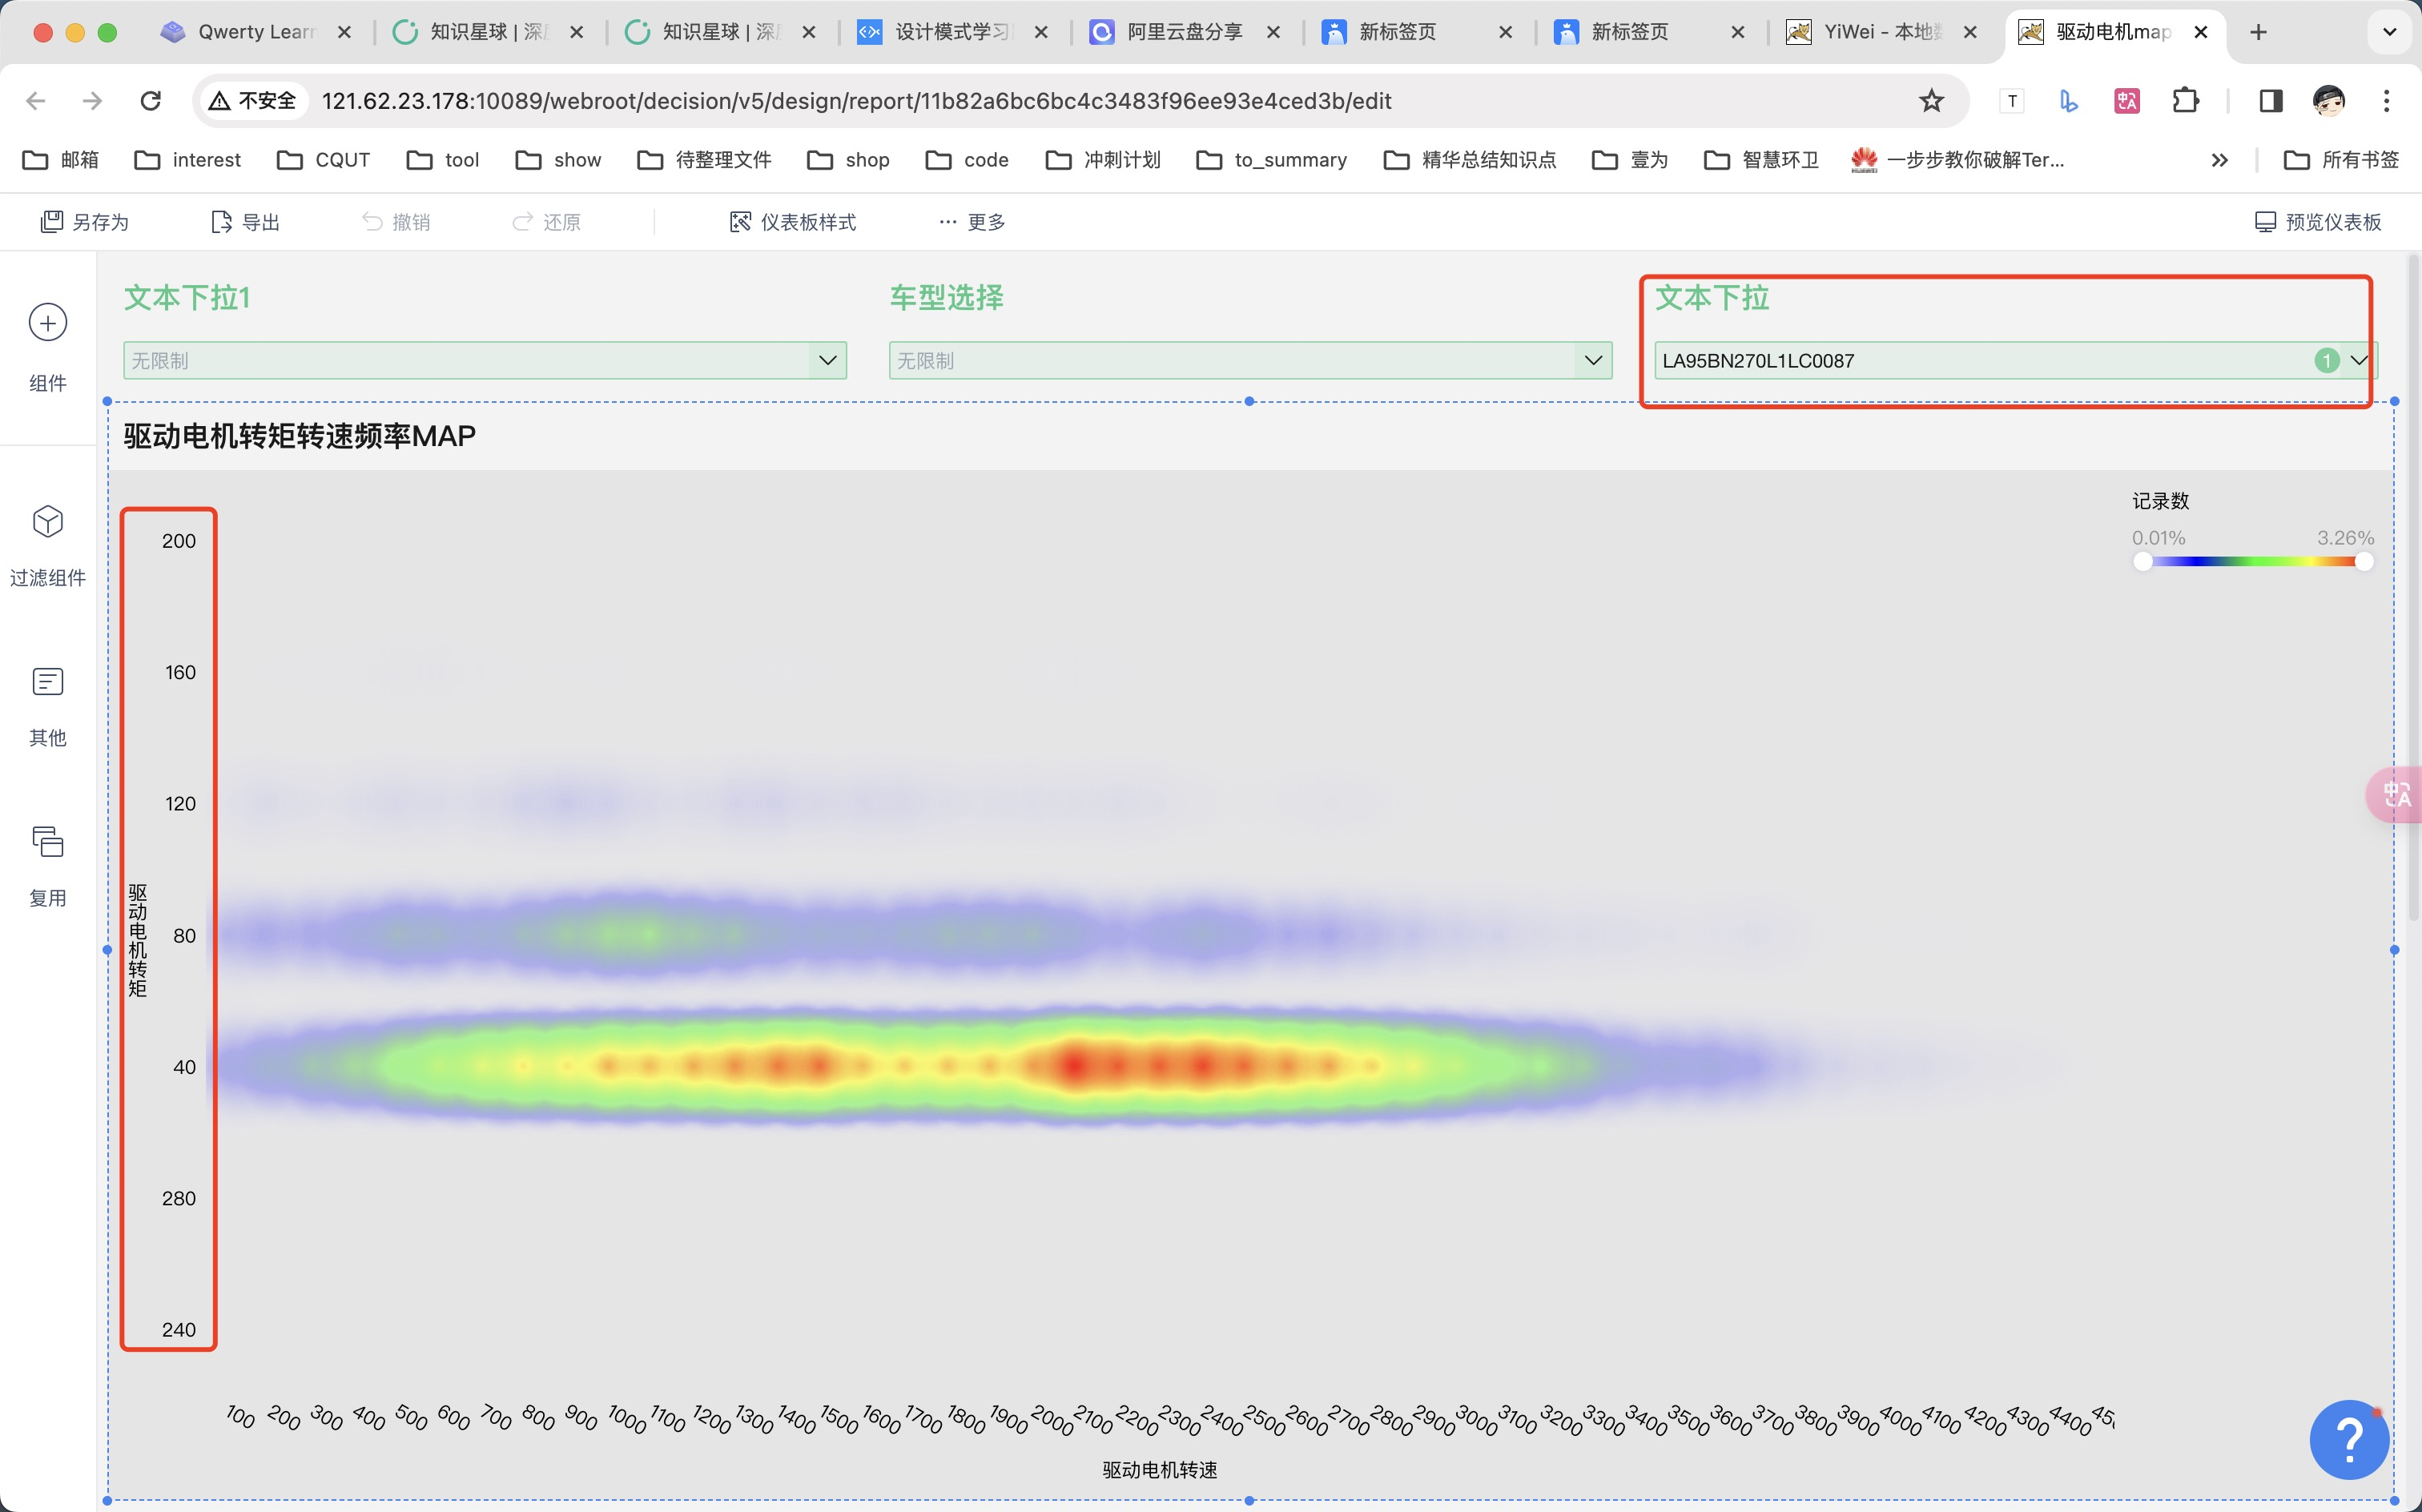 Qwerty Learn
知识星球 | 深
知识星球 | 深
设计模式学习
阿里云盘分享
新标签页
新标签页
YiWei - 本地
驱动电机map
不安全
121.62.23.178:10089/webroot/decision/v5/design/report/11b82a6bc6bc4c3483f96ee93e4ced3b/edit
T
邮箱
interest
CQUT
tool
show
待整理文件
shop
code
冲刺计划
to_summary
精华总结知识点
壹为
智慧环卫
一步步教你破解Ter...
所有书签
另存为
导出
撤销
还原
仪表板样式
更多
预览仪表板
组件
过滤组件
其他
复用
文本下拉1
无限制
车型选择
无限制
文本下拉
LA95BN270L1LC0087
1
驱动电机转矩转速频率MAP
记录数
0.01% 3.26%
驱动电机转矩
200
160
120
80
40
280
240
100 200 300 400 500 600 700 800 900 1000 1100 1200 1300 1400 1500 1600 1700 1800 1900 2000 2100 2200 2300 2400 2500 2600 2700 2800 2900 3000 3100 3200 3300 3400 3500 3600 3700 3800 3900 4000 4100 4200 4300 4400
驱动电机转速
中A
?